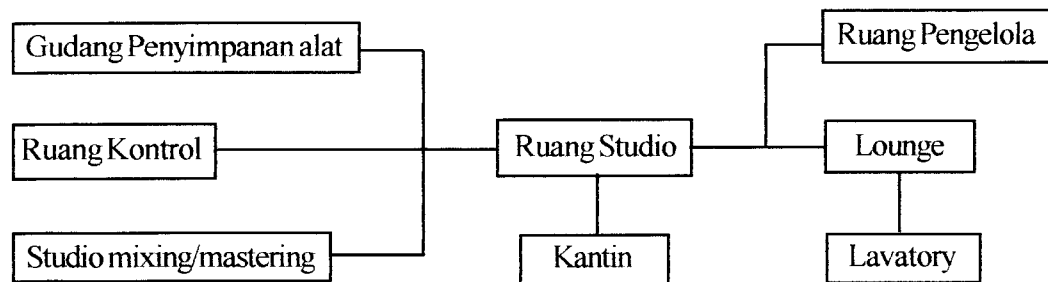 Gudang Penyimpanan alat
Ruang Pengelola
Ruang Kontrol
Ruang Studio
Lounge
Studio mixing/mastering
Kantin
Lavatory